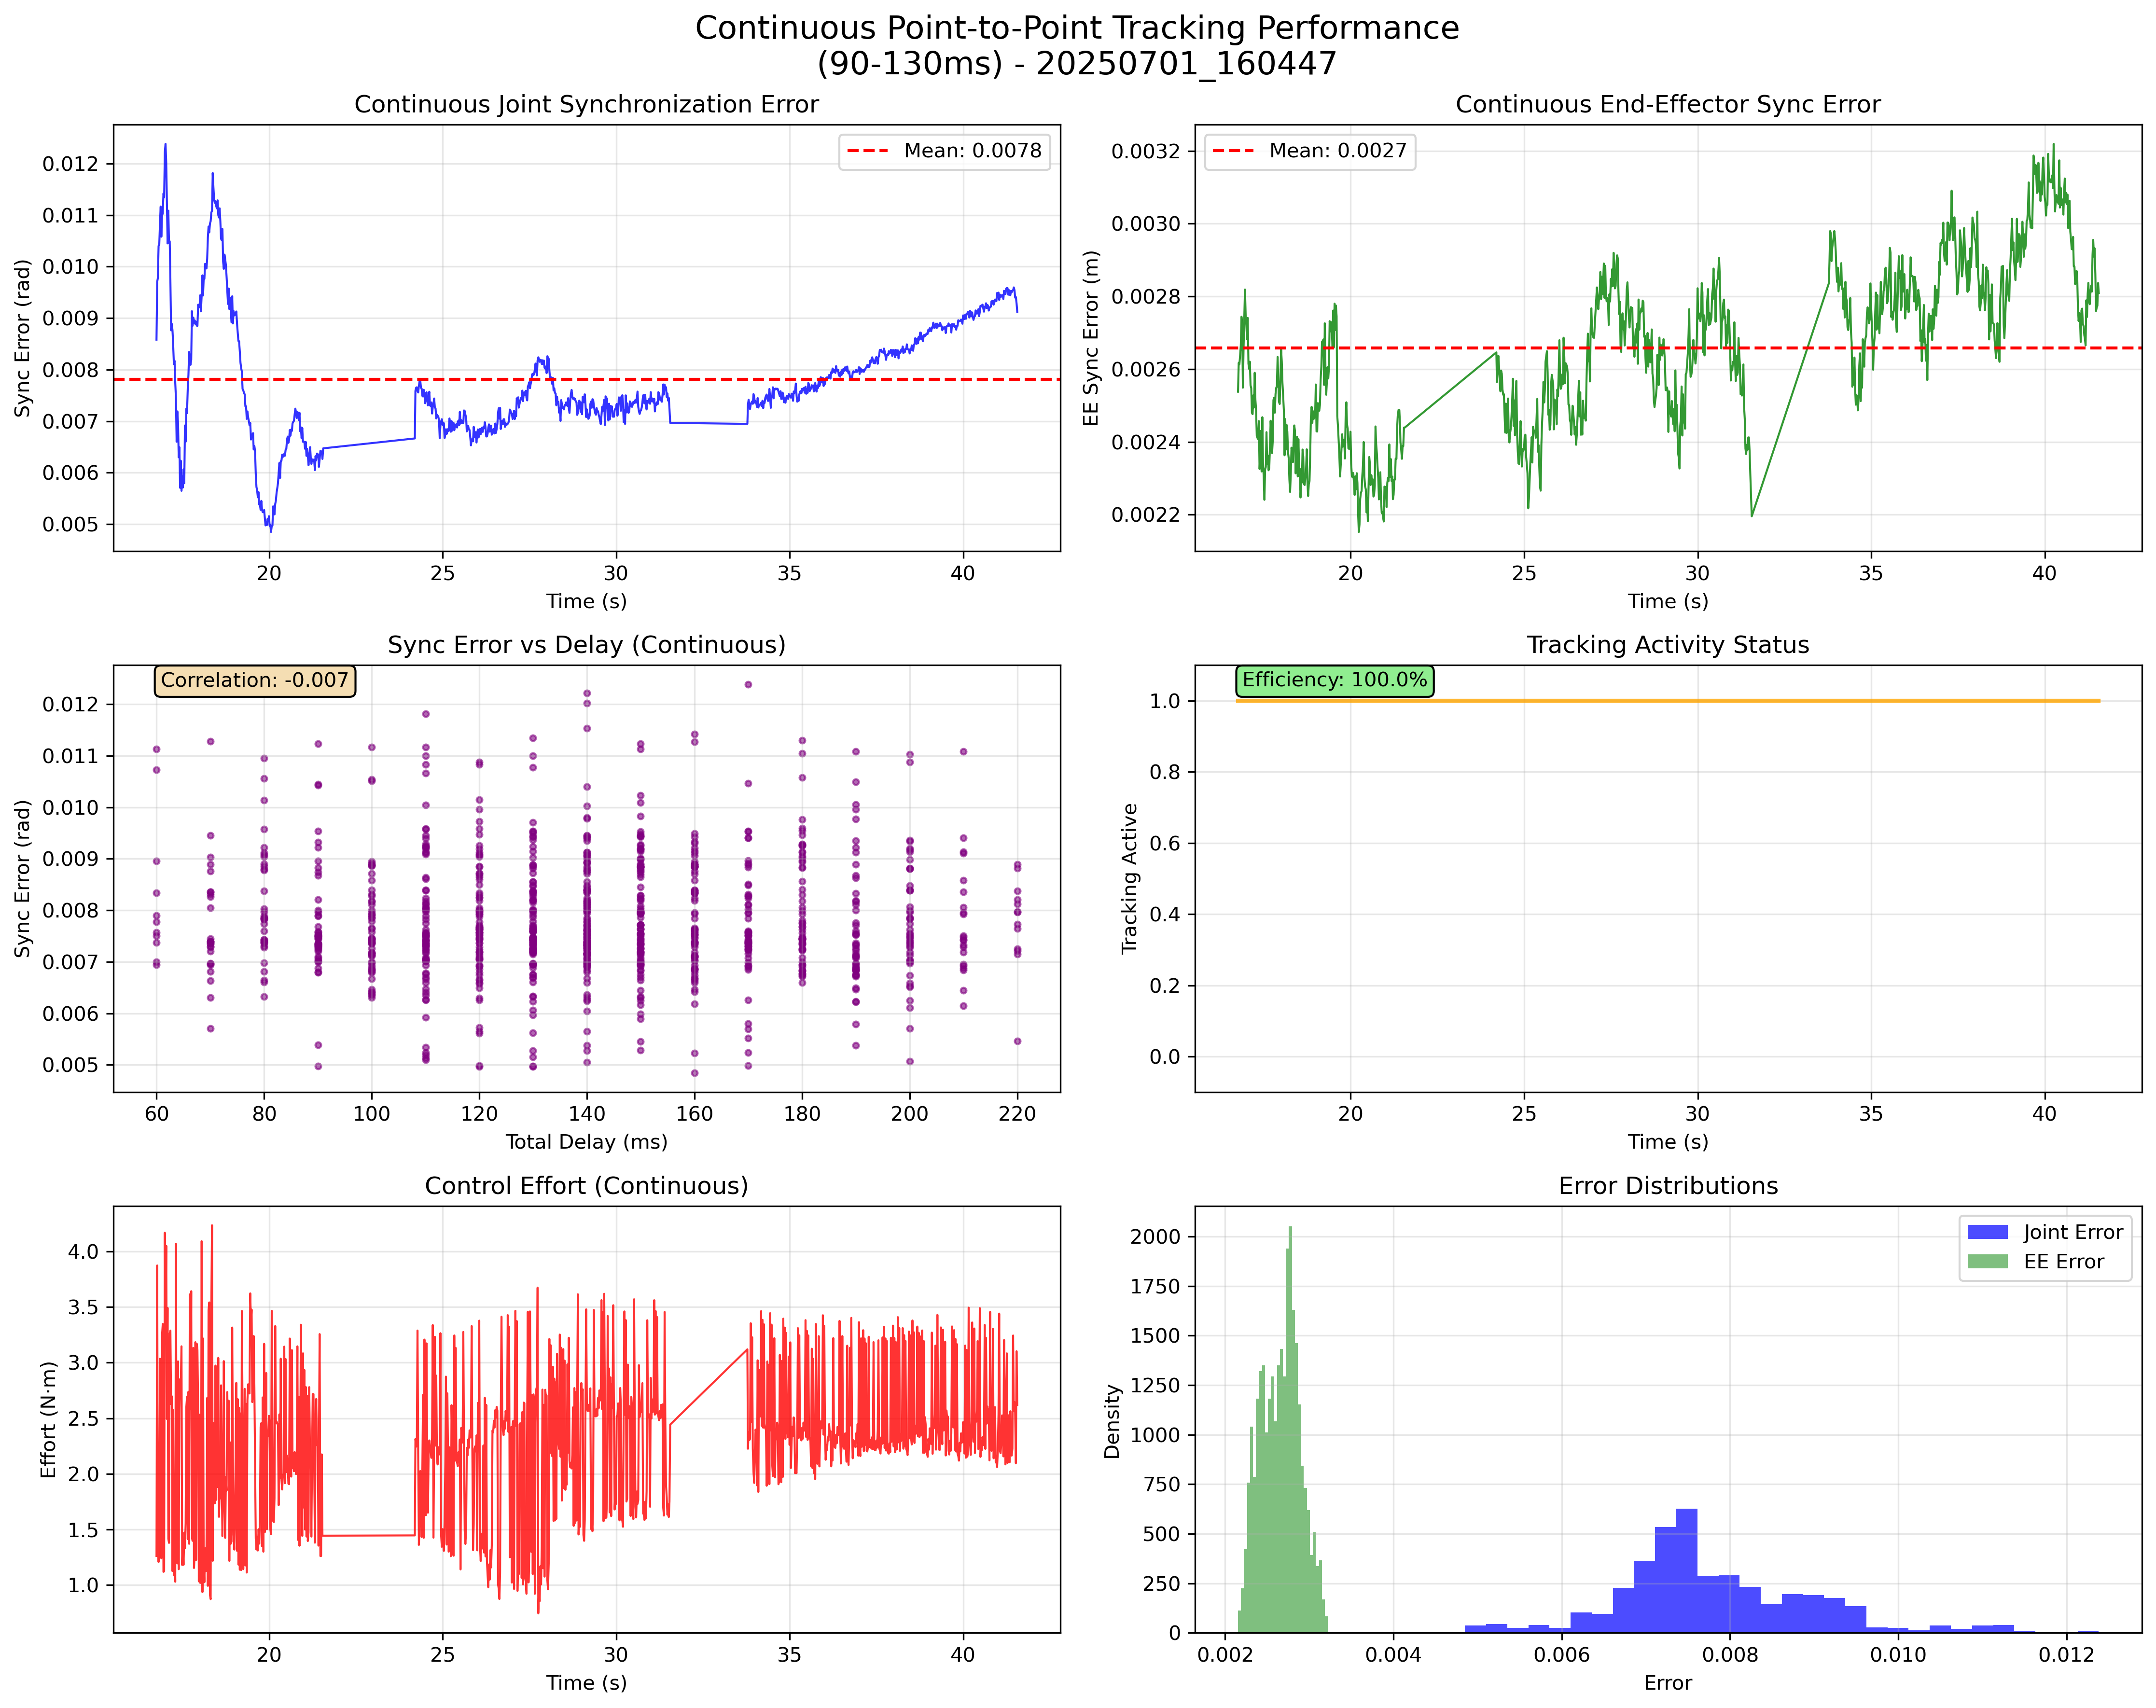 Continuous Point-to-Point Tracking Performance
(90-130ms) - 20250701_160447
Continuous Joint Synchronization Error
Mean: 0.0078
Sync Error (rad)
0.012
0.011
0.010
0.009
0.008
0.007
0.006
0.005
20 25 30 35 40
Time (s)
Continuous End-Effector Sync Error
Mean: 0.0027
EE Sync Error (m)
0.0032
0.0030
0.0028
0.0026
0.0024
0.0022
20 25 30 35 40
Time (s)
Sync Error vs Delay (Continuous)
Correlation: -0.007
Sync Error (rad)
0.012
0.011
0.010
0.009
0.008
0.007
0.006
0.005
60 80 100 120 140 160 180 200 220
Total Delay (ms)
Tracking Activity Status
Efficiency: 100.0%
Tracking Active
1.0
0.8
0.6
0.4
0.2
0.0
20 25 30 35 40
Time (s)
Control Effort (Continuous)
Effort (N·m)
4.0
3.5
3.0
2.5
2.0
1.5
1.0
20 25 30 35 40
Time (s)
Error Distributions
Joint Error
EE Error
Density
2000
1750
1500
1250
1000
750
500
250
0
0.002 0.004 0.006 0.008 0.010 0.012
Error